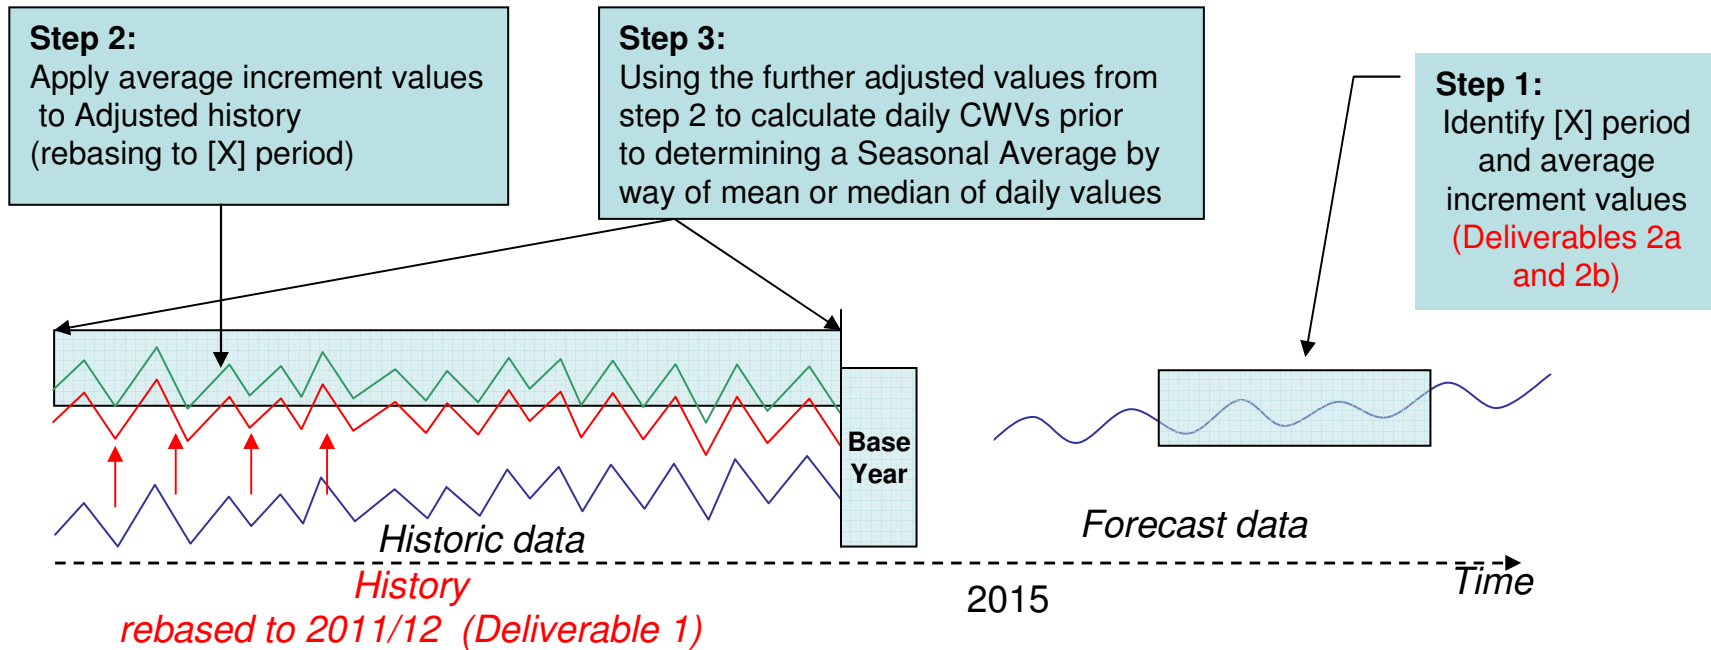 Step 2:
Apply average increment values
to Adjusted history
(rebasing to [X] period)
Step 3:
Using the further adjusted values from
step 2 to calculate daily CWVs prior
to determining a Seasonal Average by
way of mean or median of daily values
Step 1:
Identify [X] period
and average
increment values
(Deliverables 2a
and 2b)
Base
Year
Historic data
Forecast data
Time
History
rebased to 2011/12 (Deliverable 1)
2015